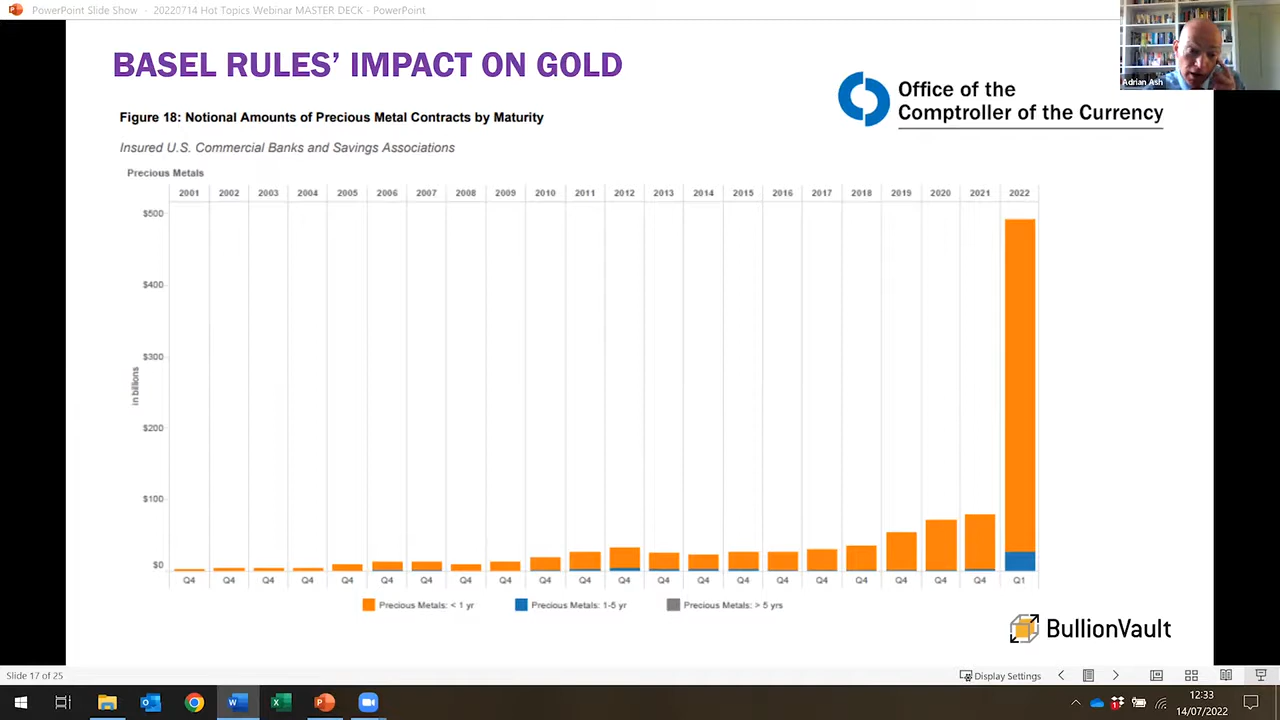 PowerPoint Slide Show - 20220714 Hot Topics Webinar MASTER DECK - PowerPoint
Adrian Ash
BASEL RULES’ IMPACT ON GOLD
Office of the
Comptroller of the Currency
Figure 18: Notional Amounts of Precious Metal Contracts by Maturity
Insured U.S. Commercial Banks and Savings Associations
Precious Metals
2001 2002 2003 2004 2005 2006 2007 2008 2009 2010 2011 2012 2013 2014 2015 2016 2017 2018 2019 2020 2021 2022
$500
$400
$300
in billions
$200
$100
$0
Q4 Q4 Q4 Q4 Q4 Q4 Q4 Q4 Q4 Q4 Q4 Q4 Q4 Q4 Q4 Q4 Q4 Q4 Q4 Q4 Q4 Q1
Precious Metals: < 1 yr Precious Metals: 1-5 yr Precious Metals: > 5 yrs
BullionVault
Slide 17 of 25
Display Settings
12:33
14/07/2022